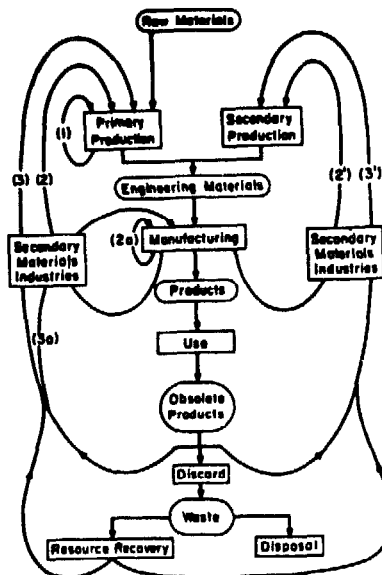 Raw Materials
(1)
Primary
Production
Secondary
Production
(3)
(2)
(2')
(3')
Engineering Materials
Secondary
Materials
Industries
(2a)
Manufacturing
Secondary
Materials
Industries
Products
(3a)
Use
Obsolete
Products
Discard
Waste
Resource Recovery
Disposal